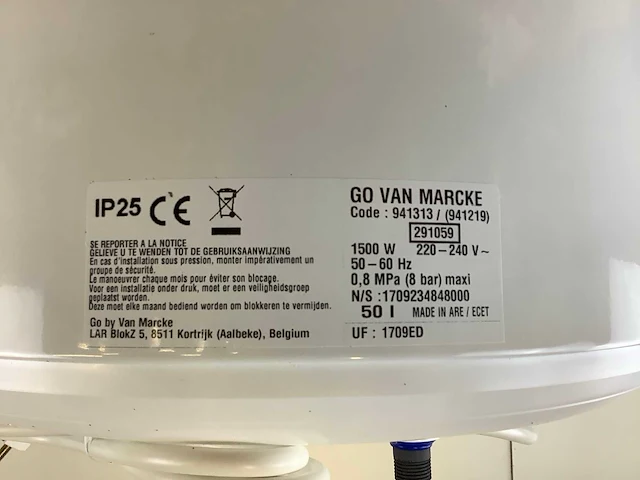 IP25 CE
SE REPORTER A LA NOTICE
GELIEVE U TE WENDEN TOT DE GEBRUIKSAANWIJZING
En cas d'installation sous pression, monter impérativement un
groupe de sécurité.
Le manoeuvrer chaque mois pour éviter son blocage.
Voor een installatie onder druk, moet er een veiligheidsgroep
geplaatst worden.
Deze moet elke maand bediend worden om blokkeren te vermijden.
Go by Van Marcke
LAR BlokZ 5, 8511 Kortrijk (Aalbeke), Belgium
GO VAN MARCKE
Code : 941313 / (941219)
291059
1500 W 220-240 V~
50-60 Hz
0,8 MPa (8 bar) maxi
N/S :1709234848000
50 l MADE IN ARE / ECET
UF : 1709ED